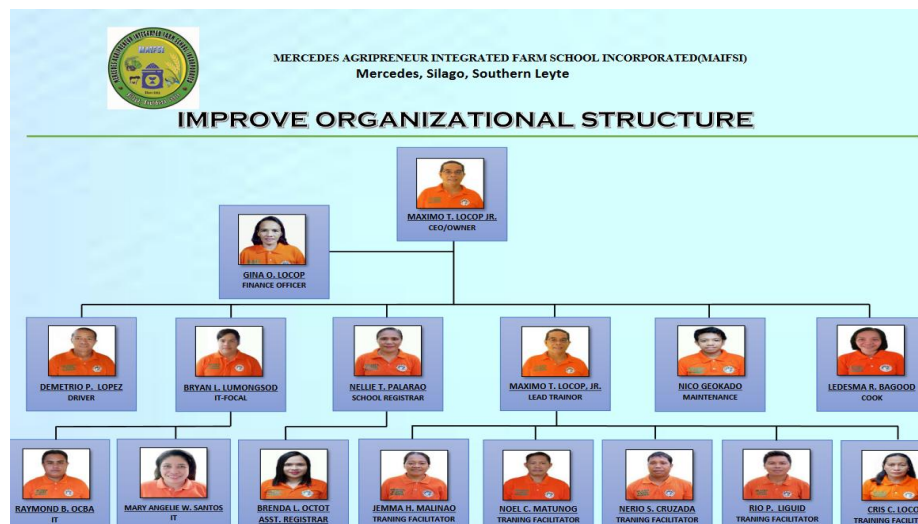 MERCEDES AGRIPRENEUR INTEGRATED FARM SCHOOL INCORPORATED(MAIFSI)
Mercedes, Silago, Southern Leyte
MAIFSI
IMPROVE ORGANIZATIONAL STRUCTURE
MAXIMO T. LOCOP JR.
CEO/OWNER
GINA O. LOCOP
FINANCE OFFICER
DEMETRIO P. LOPEZ
DRIVER
BRYAN L. LUMONGSOD
IT-FOCAL
NELLIE T. PALARAO
SCHOOL REGISTRAR
MAXIMO T. LOCOP, JR.
LEAD TRAINOR
NICO GEOKADO
MAINTENANCE
LEDESMA R. BAGOOD
COOK
RAYMOND B. OCBA
IT
MARY ANGELIE W. SANTOS
IT
BRENDA L. OCTOT
ASST. REGISTRAR
JEMMA H. MALINAO
TRANING FACILITATOR
NOEL C. MATUNOG
TRANING FACILITATOR
NERIO S. CRUZADA
TRANING FACILITATOR
RIO P. LIGUID
TRANING FACILITATOR
CRIS C.
TRAINING